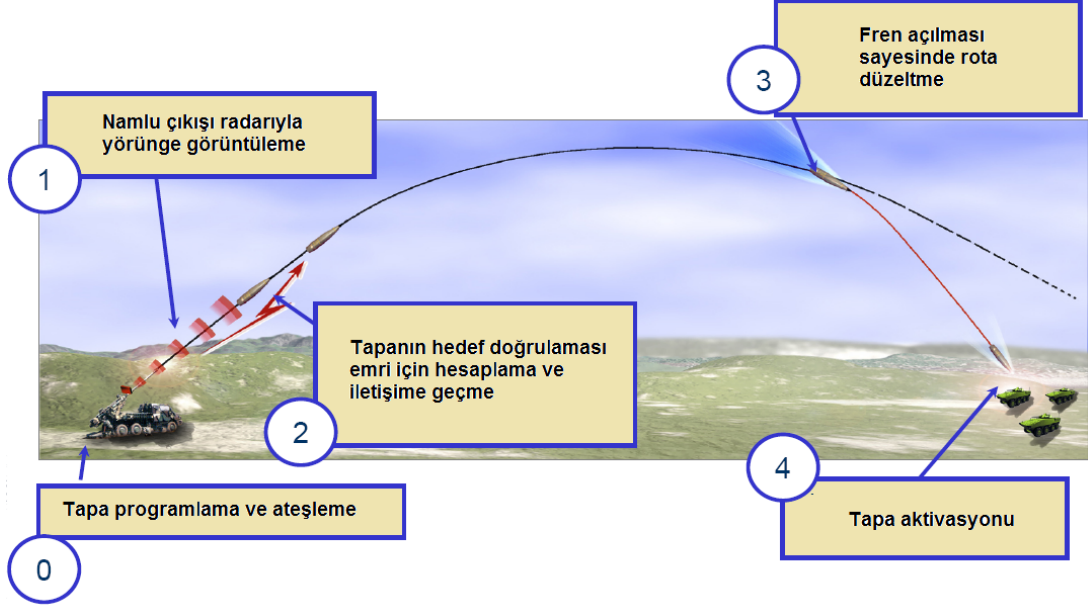 0
Tapa programlama ve ateşleme
1
Namlu çıkışı radarıyla
yörünge görüntüleme
2
Tapanın hedef doğrulaması
emri için hesaplama ve
iletişime geçme
3
Fren açılması
sayesinde rota
düzeltme
4
Tapa aktivasyonu